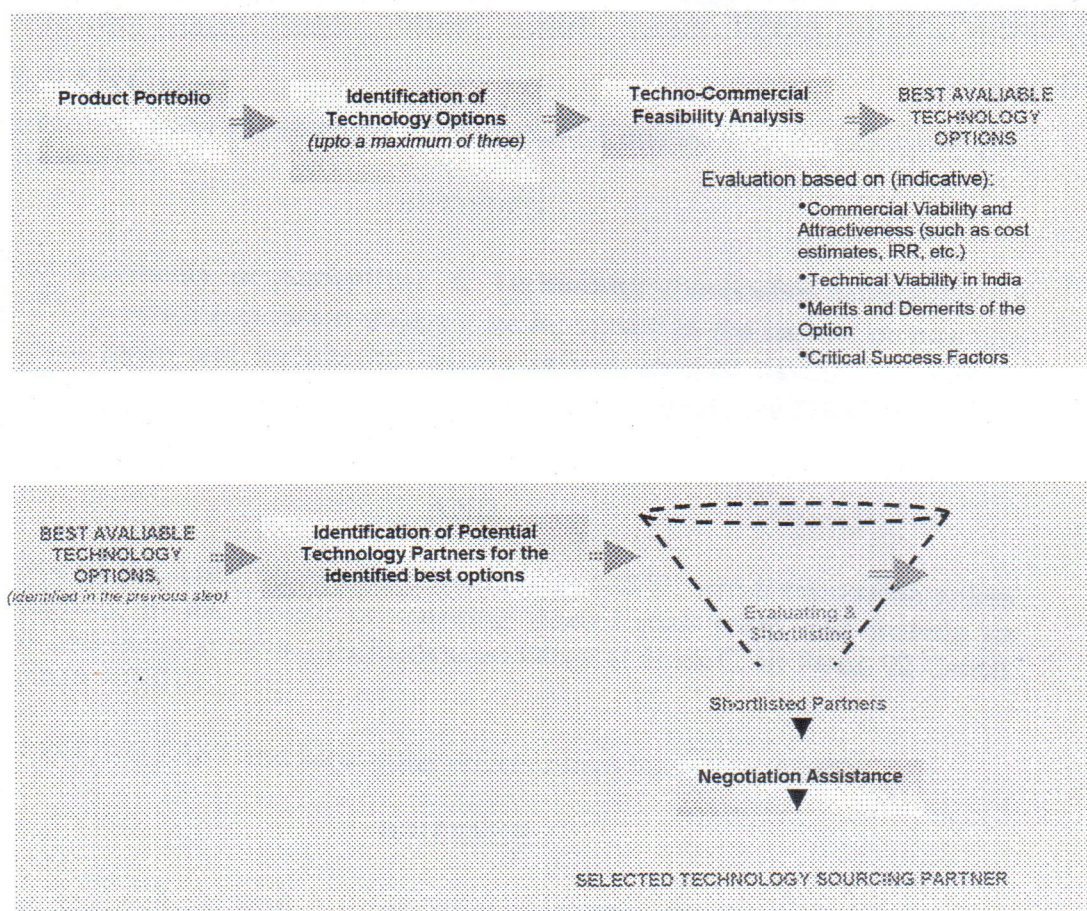 Product Portfolio
Identification of
Technology Options
(upto a maximum of three)
Techno-Commercial
Feasibility Analysis
BEST AVALIABLE
TECHNOLOGY
OPTIONS
Evaluation based on (indicative):
•Commercial Viability and
Attractiveness (such as cost
estimates, IRR, etc.)
•Technical Viability in India
•Merits and Demerits of the
Option
•Critical Success Factors
BEST AVALIABLE
TECHNOLOGY
OPTIONS,
(identified in the previous step)
Identification of Potential
Technology Partners for the
identified best options
Evaluating &
Shortlisting
Shortlisted Partners
Negotiation Assistance
SELECTED TECHNOLOGY SOURCING PARTNER